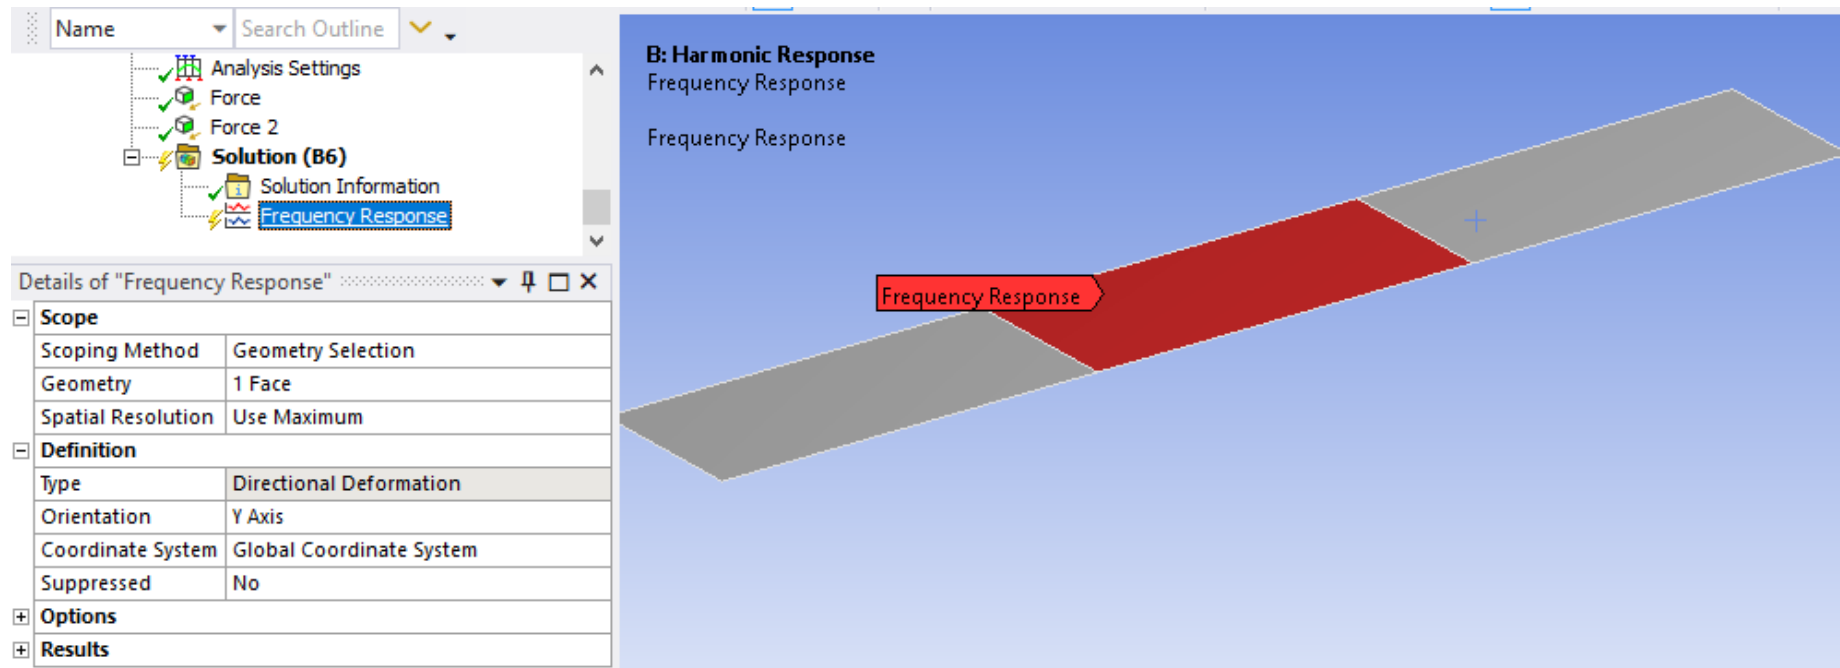 Name Search Outline
Analysis Settings
Force
Force 2
Solution (B6)
Solution Information
Frequency Response
Details of "Frequency Response"
Scope
Scoping Method Geometry Selection
Geometry 1 Face
Spatial Resolution Use Maximum
Definition
Type Directional Deformation
Orientation Y Axis
Coordinate System Global Coordinate System
Suppressed No
Options
Results
B: Harmonic Response
Frequency Response
Frequency Response
Frequency Response